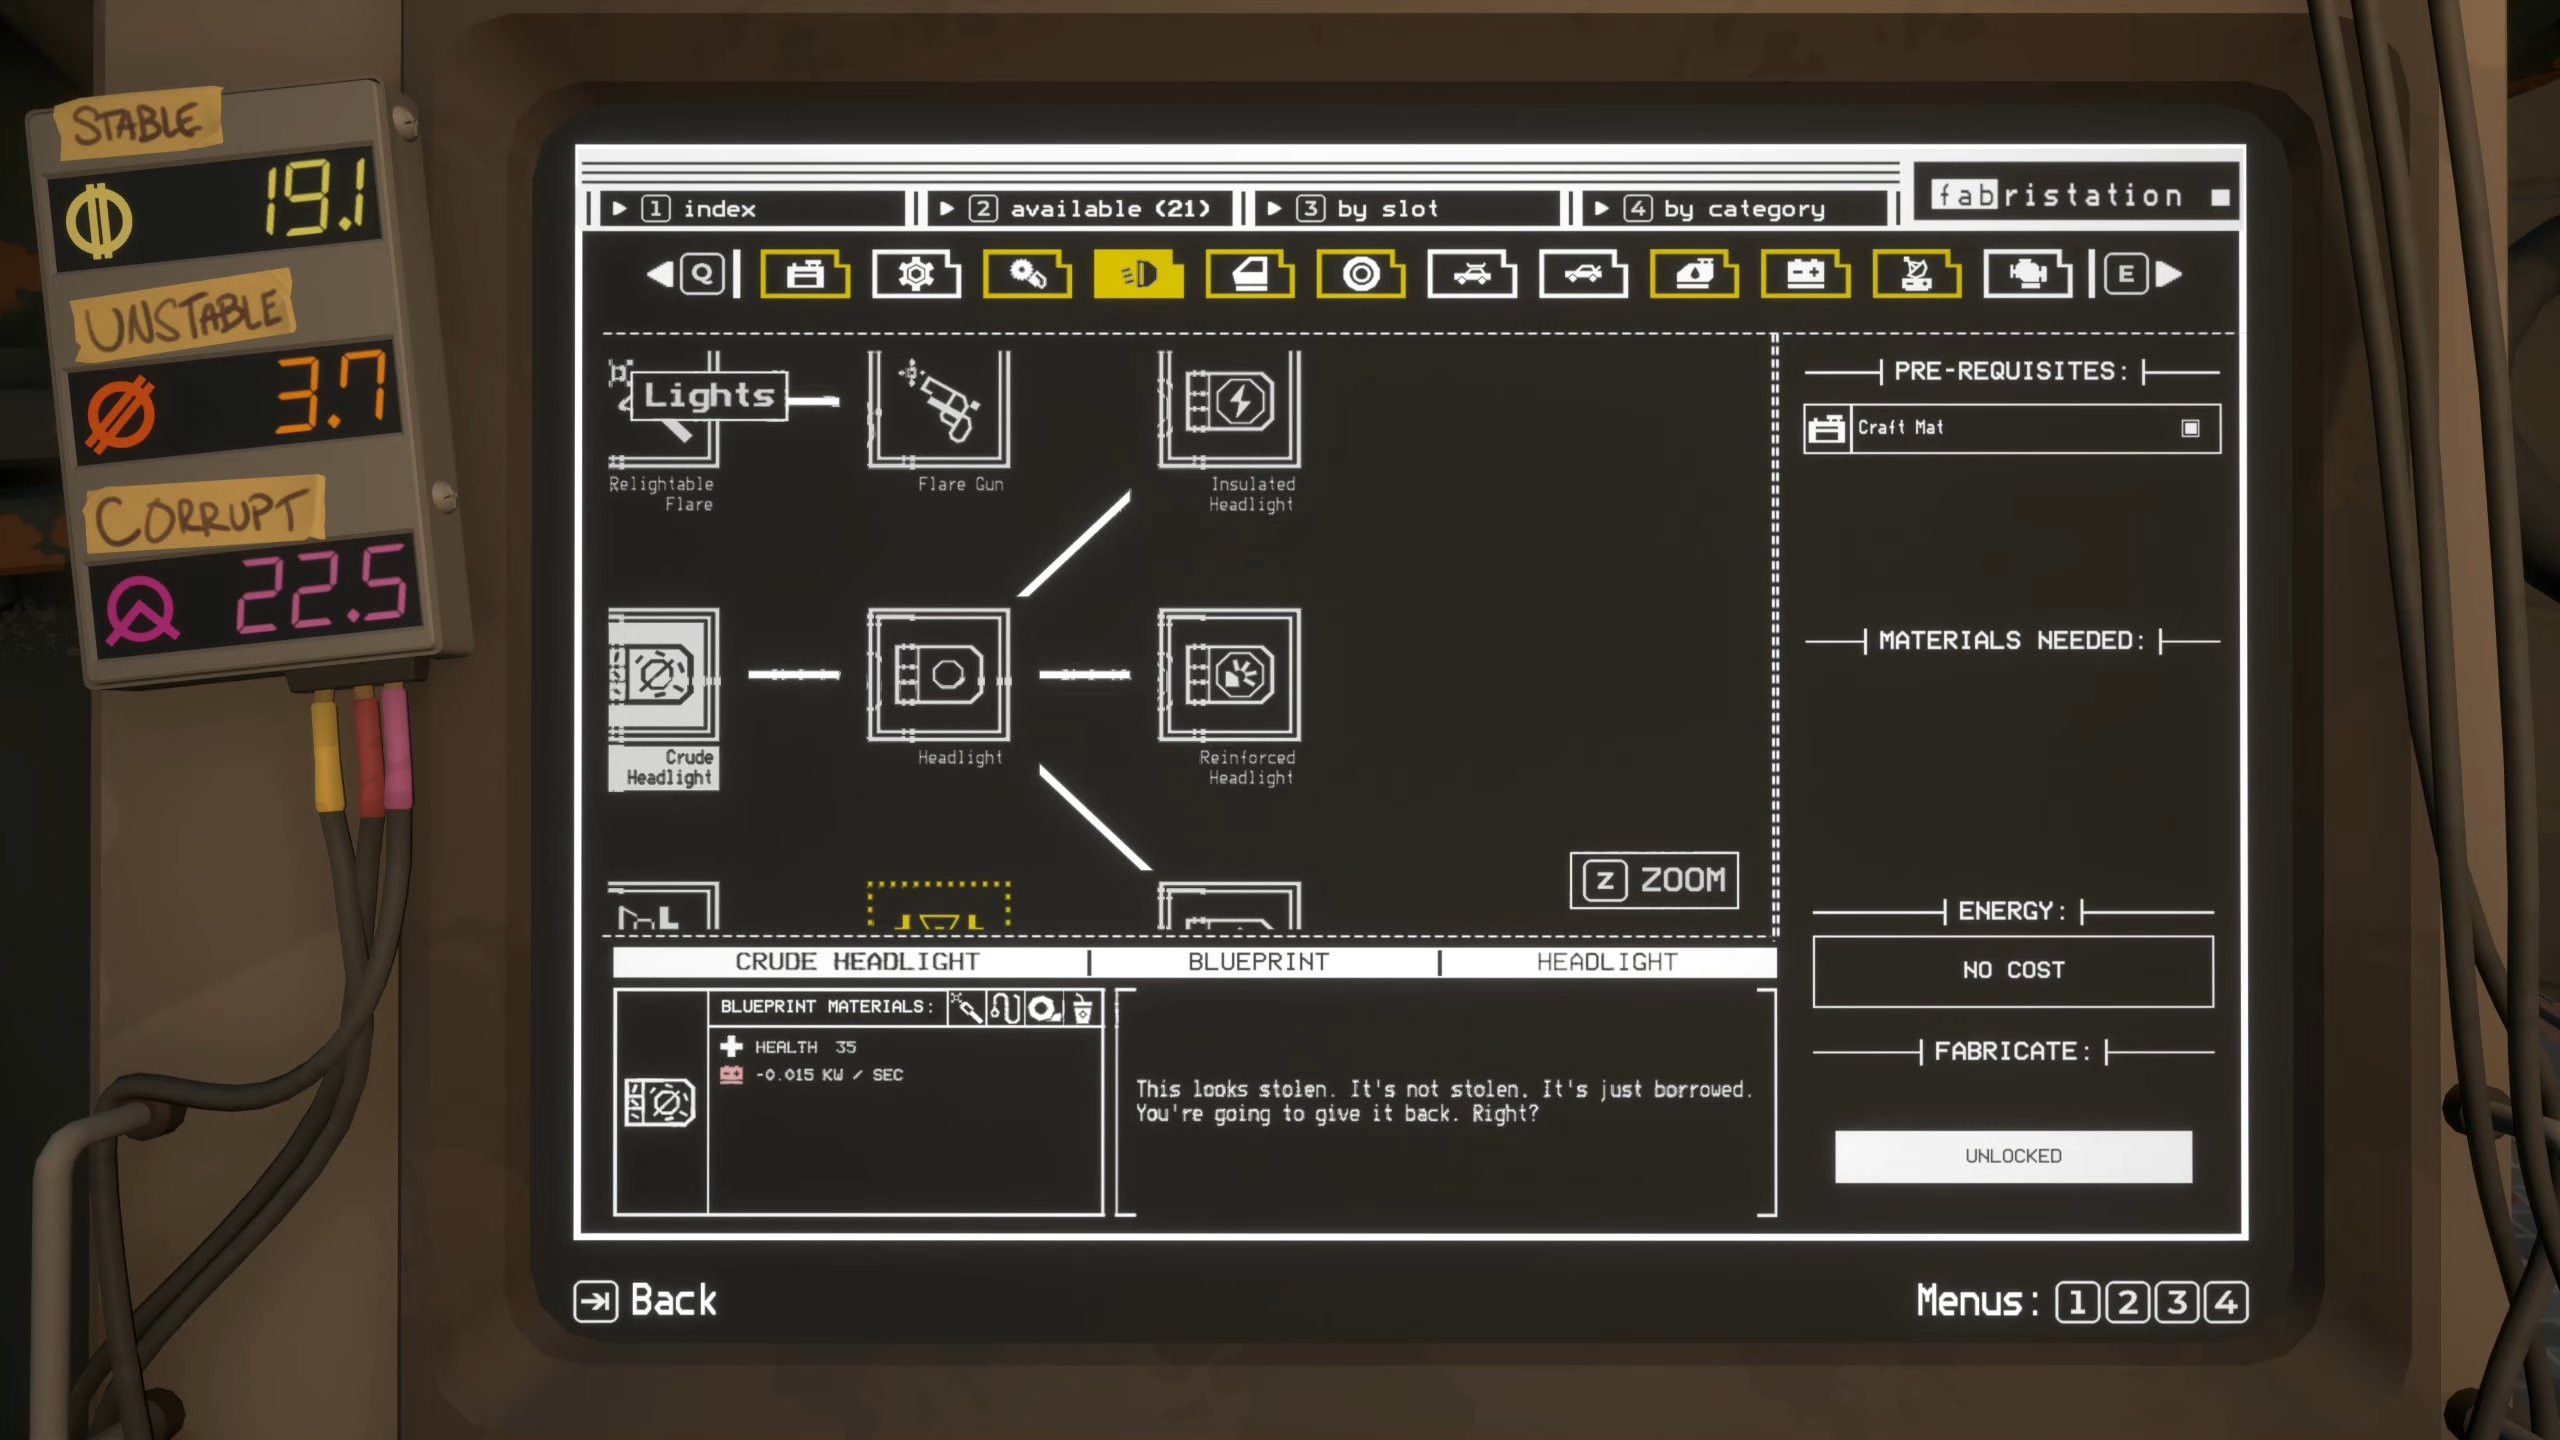 STABLE
19.1
UNSTABLE
3.7
CORRUPT
22.5
fabristation
1 index
2 available (21)
3 by slot
4 by category
Q
E
Lights
Relightable
Flare
Flare Gun
Insulated
Headlight
Crude
Headlight
Headlight
Reinforced
Headlight
Z ZOOM
PRE-REQUISITES:
Craft Mat
MATERIALS NEEDED:
ENERGY:
NO COST
FABRICATE:
UNLOCKED
CRUDE HEADLIGHT | BLUEPRINT | HEADLIGHT
BLUEPRINT MATERIALS:
HEALTH 35
-0.015 KW / SEC
This looks stolen. It's not stolen. It's just borrowed.
You're going to give it back. Right?
Back
Menus: 1 2 3 4